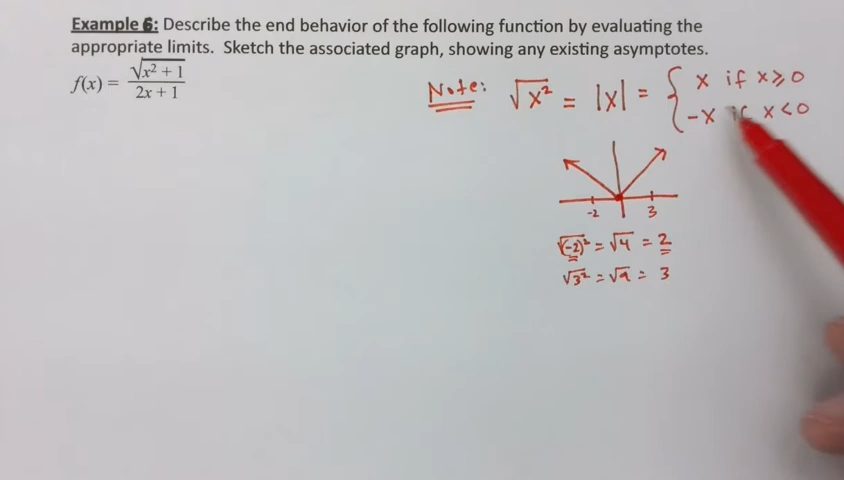 Example 6: Describe the end behavior of the following function by evaluating the
appropriate limits. Sketch the associated graph, showing any existing asymptotes.
f(x) = √(x² + 1) / (2x + 1)
Note: √x² = |x| = { x if x ≥ 0
-x if x < 0
-2 3
√(-2)² = √4 = 2
√3² = √9 = 3